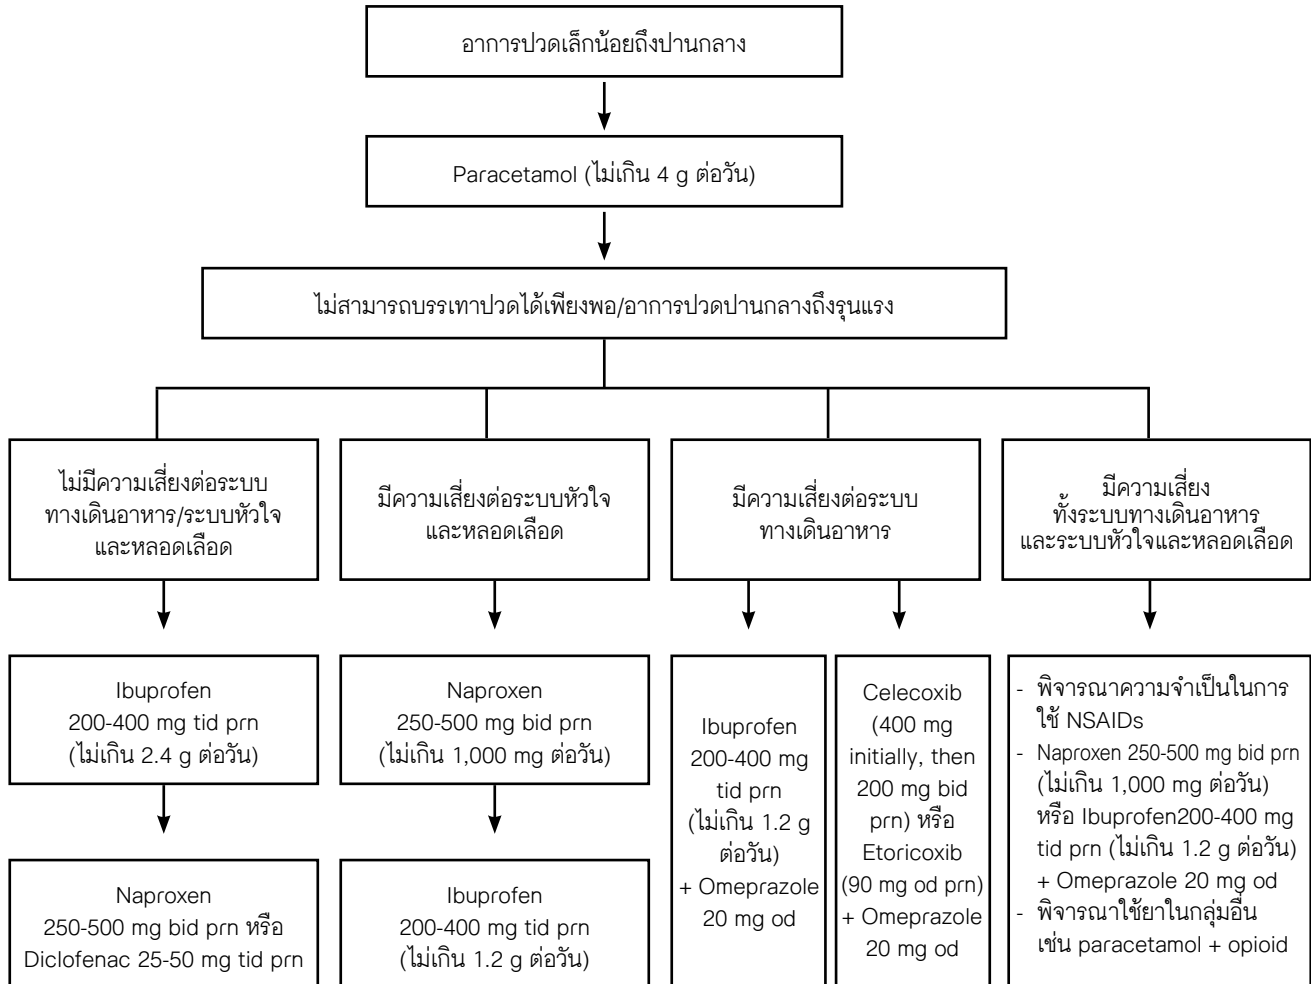 อาการปวดเล็กน้อยถึงปานกลาง
Paracetamol (ไม่เกิน 4 g ต่อวัน)
ไม่สามารถบรรเทาปวดได้เพียงพอ/อาการปวดปานกลางถึงรุนแรง
ไม่มีความเสี่ยงต่อระบบ
ทางเดินอาหาร/ระบบหัวใจ
และหลอดเลือด
มีความเสี่ยงต่อระบบหัวใจ
และหลอดเลือด
มีความเสี่ยงต่อระบบ
ทางเดินอาหาร
มีความเสี่ยง
ทั้งระบบทางเดินอาหาร
และระบบหัวใจและหลอดเลือด
Ibuprofen
200-400 mg tid prn
(ไม่เกิน 2.4 g ต่อวัน)
Naproxen
250-500 mg bid prn
(ไม่เกิน 1,000 mg ต่อวัน)
Ibuprofen
200-400 mg
tid prn
(ไม่เกิน 1.2 g
ต่อวัน)
+ Omeprazole
20 mg od
Celecoxib
(400 mg
initially, then
200 mg bid
prn) หรือ
Etoricoxib
(90 mg od prn)
+ Omeprazole
20 mg od
- พิจารณาความจำเป็นในการ
ใช้ NSAIDs
- Naproxen 250-500 mg bid prn
(ไม่เกิน 1,000 mg ต่อวัน)
หรือ Ibuprofen200-400 mg
tid prn (ไม่เกิน 1.2 g ต่อวัน)
+ Omeprazole 20 mg od
- พิจารณาใช้ยาในกลุ่มอื่น
เช่น paracetamol + opioid
Naproxen
250-500 mg bid prn หรือ
Diclofenac 25-50 mg tid prn
Ibuprofen
200-400 mg tid prn
(ไม่เกิน 1.2 g ต่อวัน)